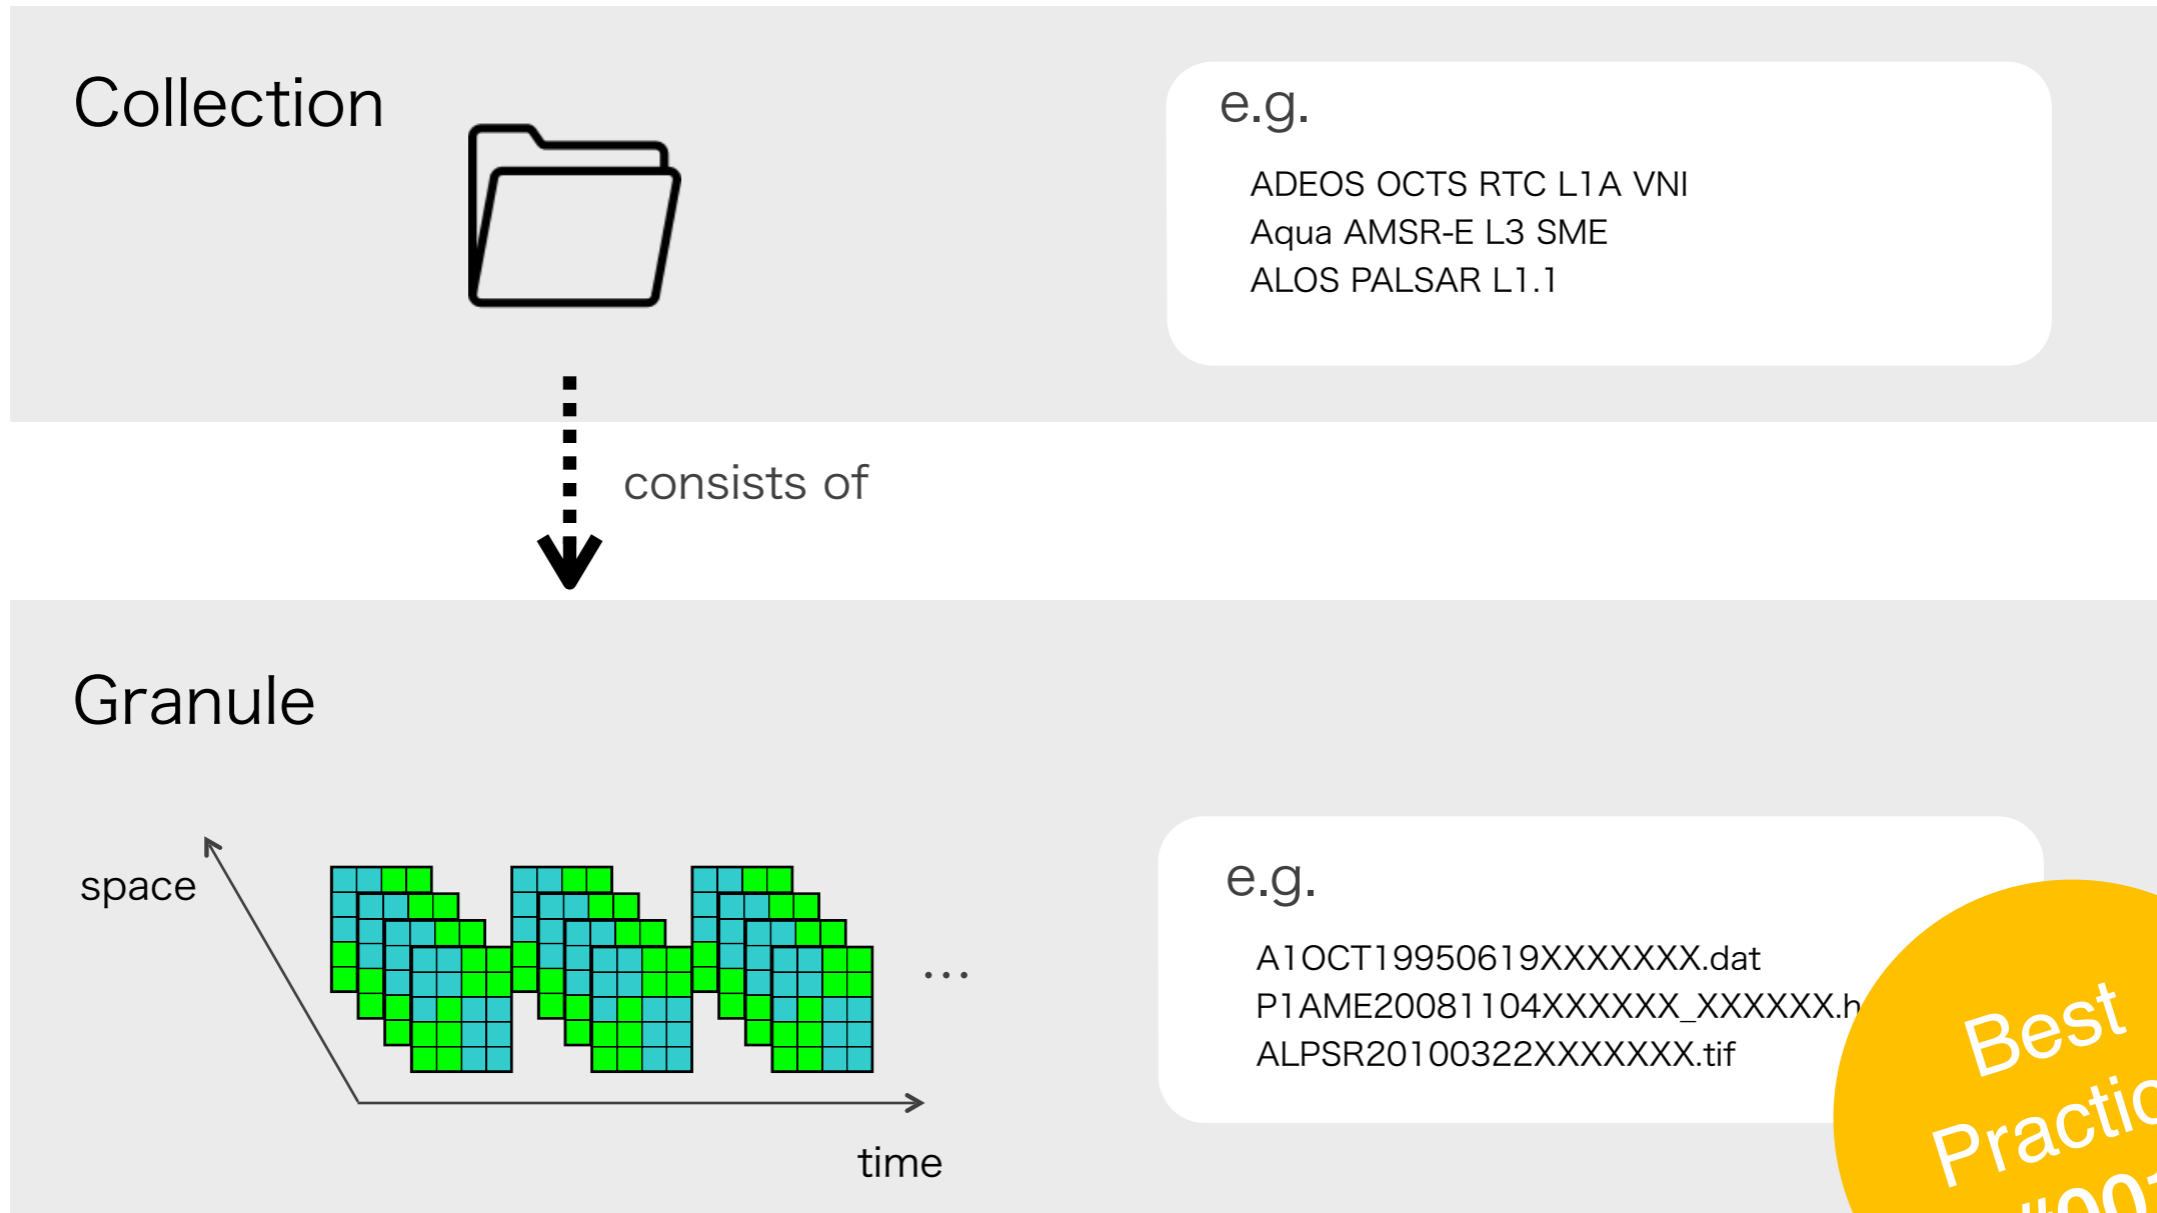 Collection
e.g.
ADEOS OCTS RTC L1A VNI
Aqua AMSR-E L3 SME
ALOS PALSAR L1.1
consists of
Granule
space
...
time
e.g.
A1OCT19950619XXXXXXX.dat
P1AME20081104XXXXXX_XXXXXX.h
ALPSR20100322XXXXXXX.tif
Best